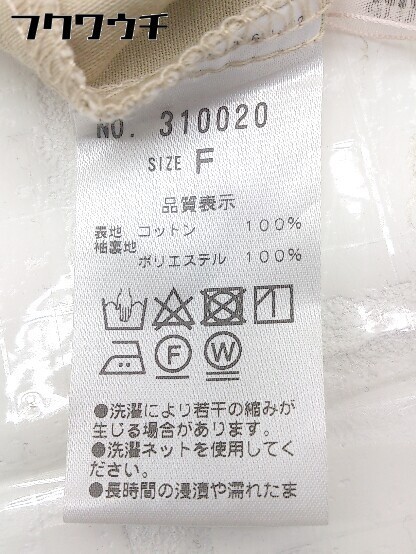 フクワウチ
NO. 310020
SIZE F
品質表示
表地 コットン 100%
袖裏地
ポリエステル 100%
F W
●洗濯により若干の縮みが
生じる場合があります。
●洗濯ネットを使用してく
ださい。
●長時間の浸漬や濡れたま